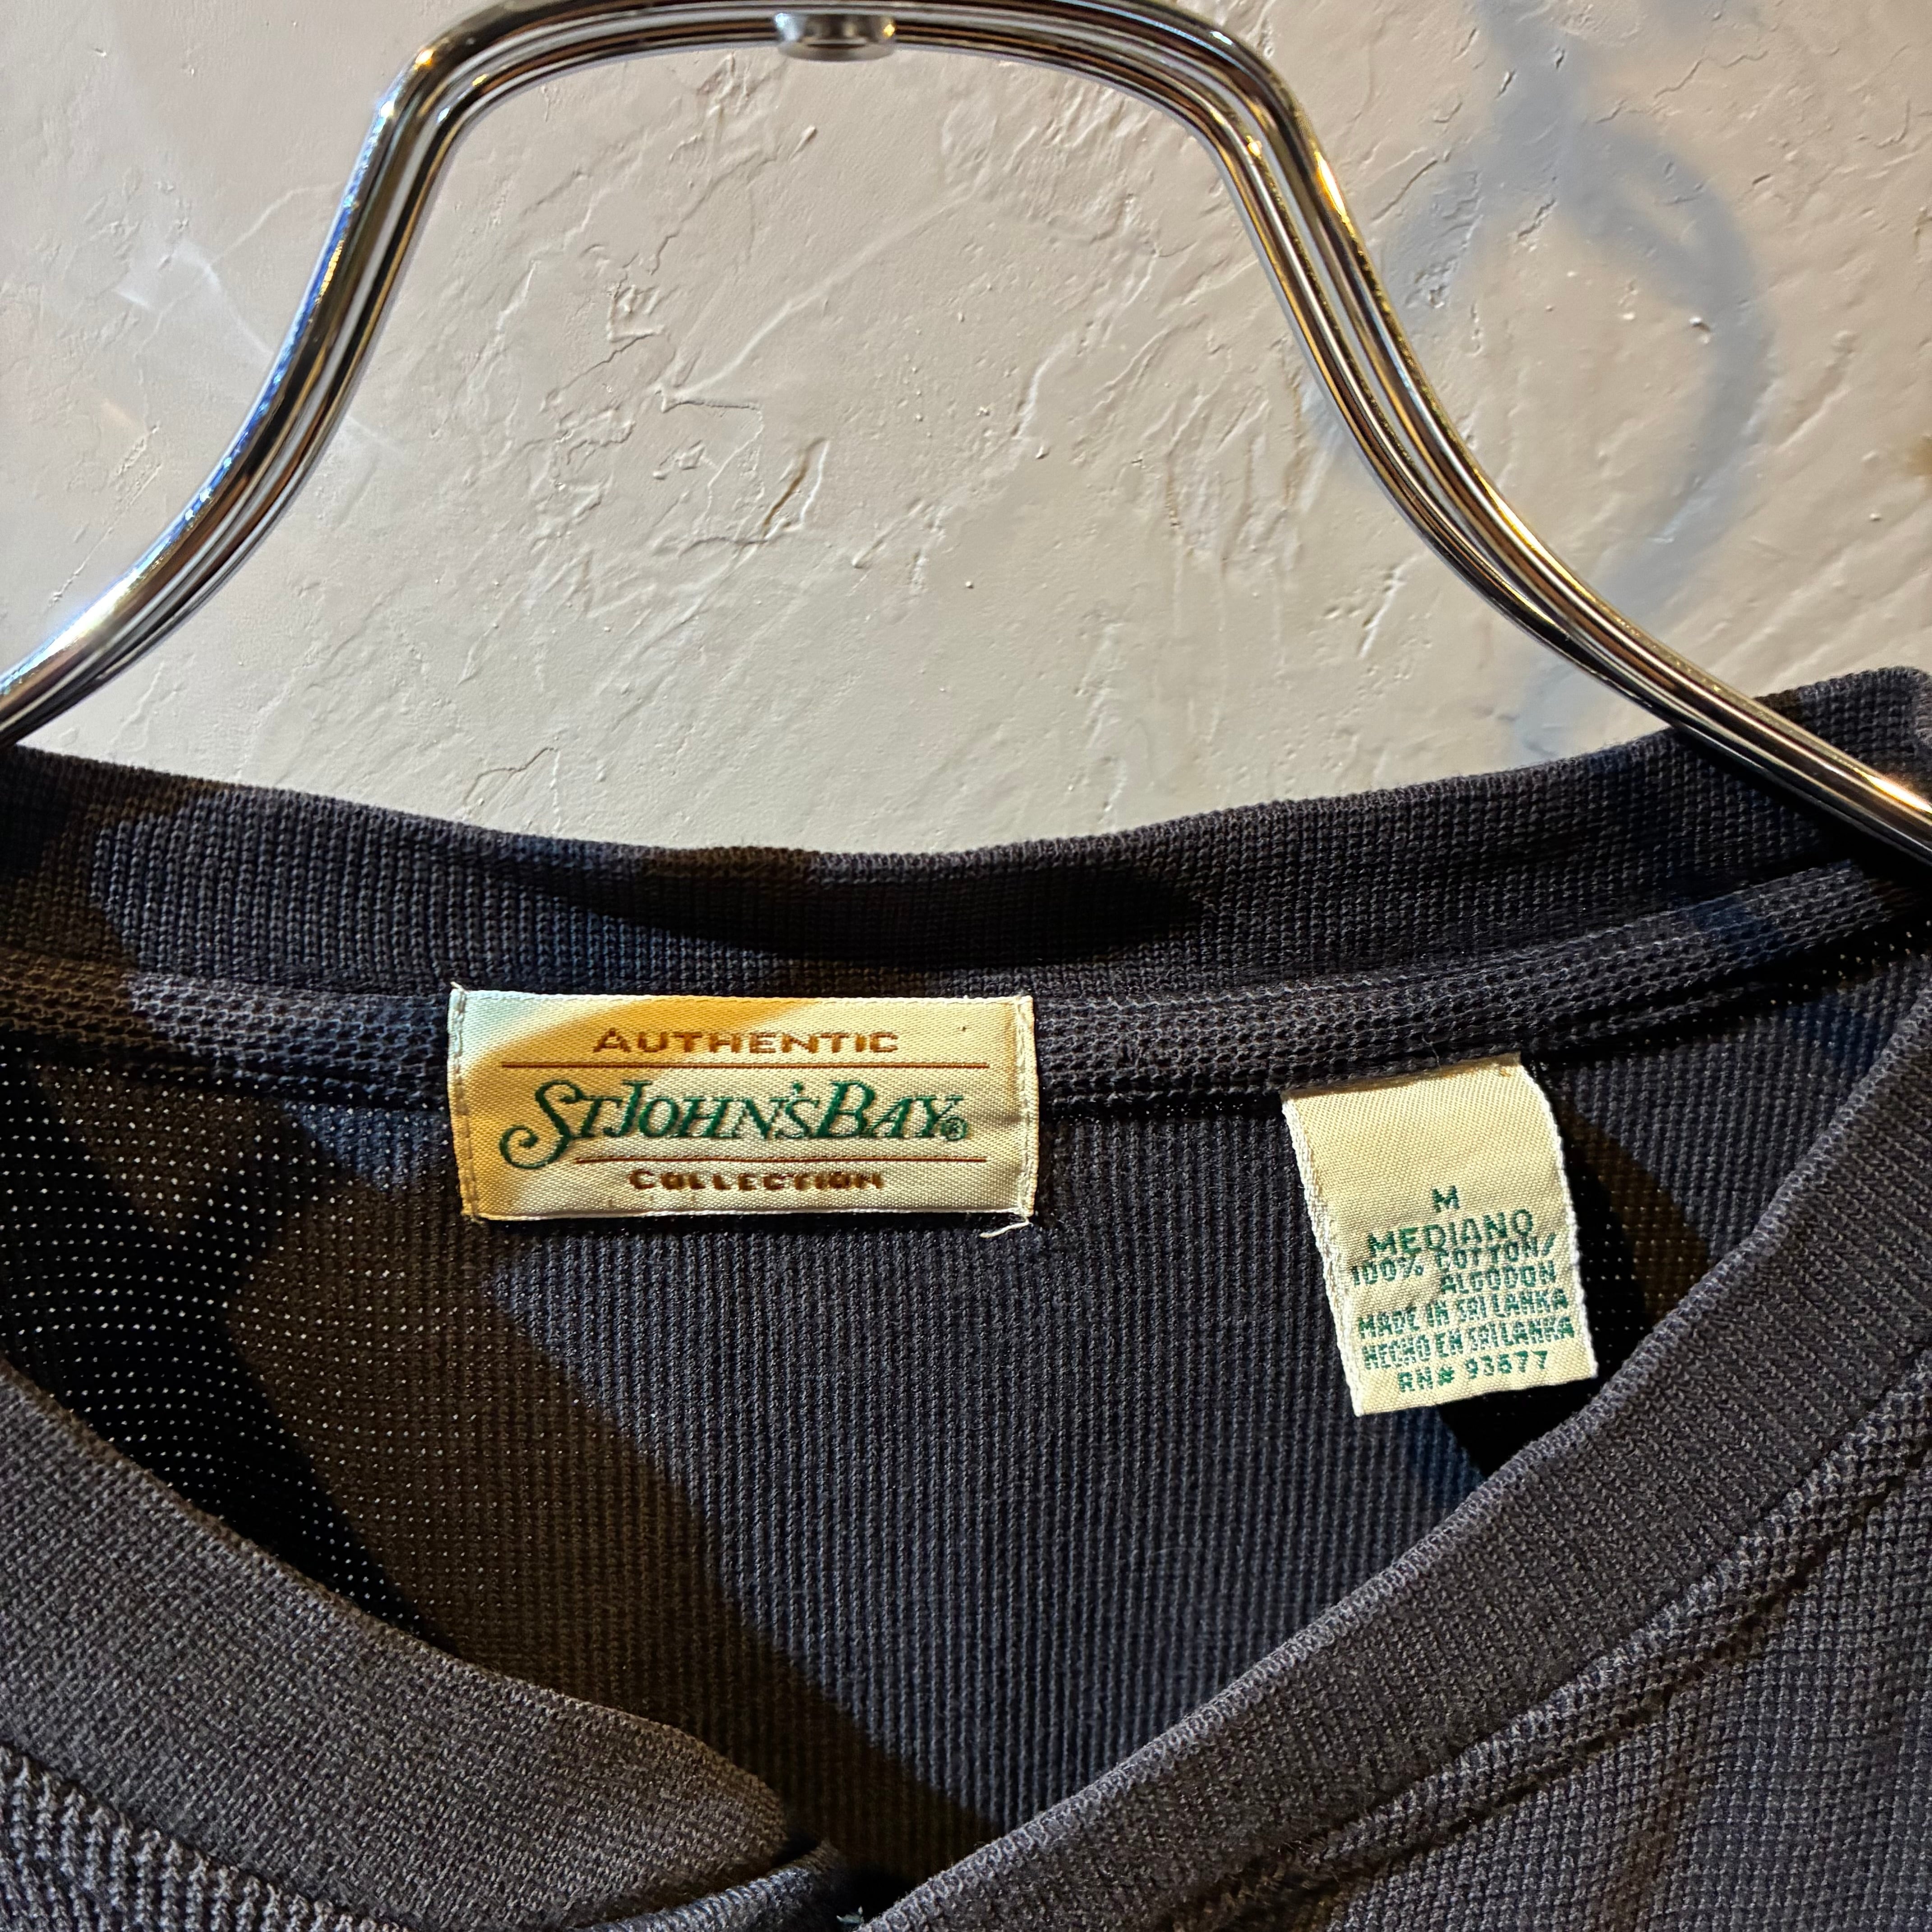 AUTHENTIC
ST JOHN'S BAY®
COLLECTION
M
MEDIANO
100% COTTON/
ALGODON
MADE IN SRI LANKA
HECHO EN SRI LANKA
RN# 93677